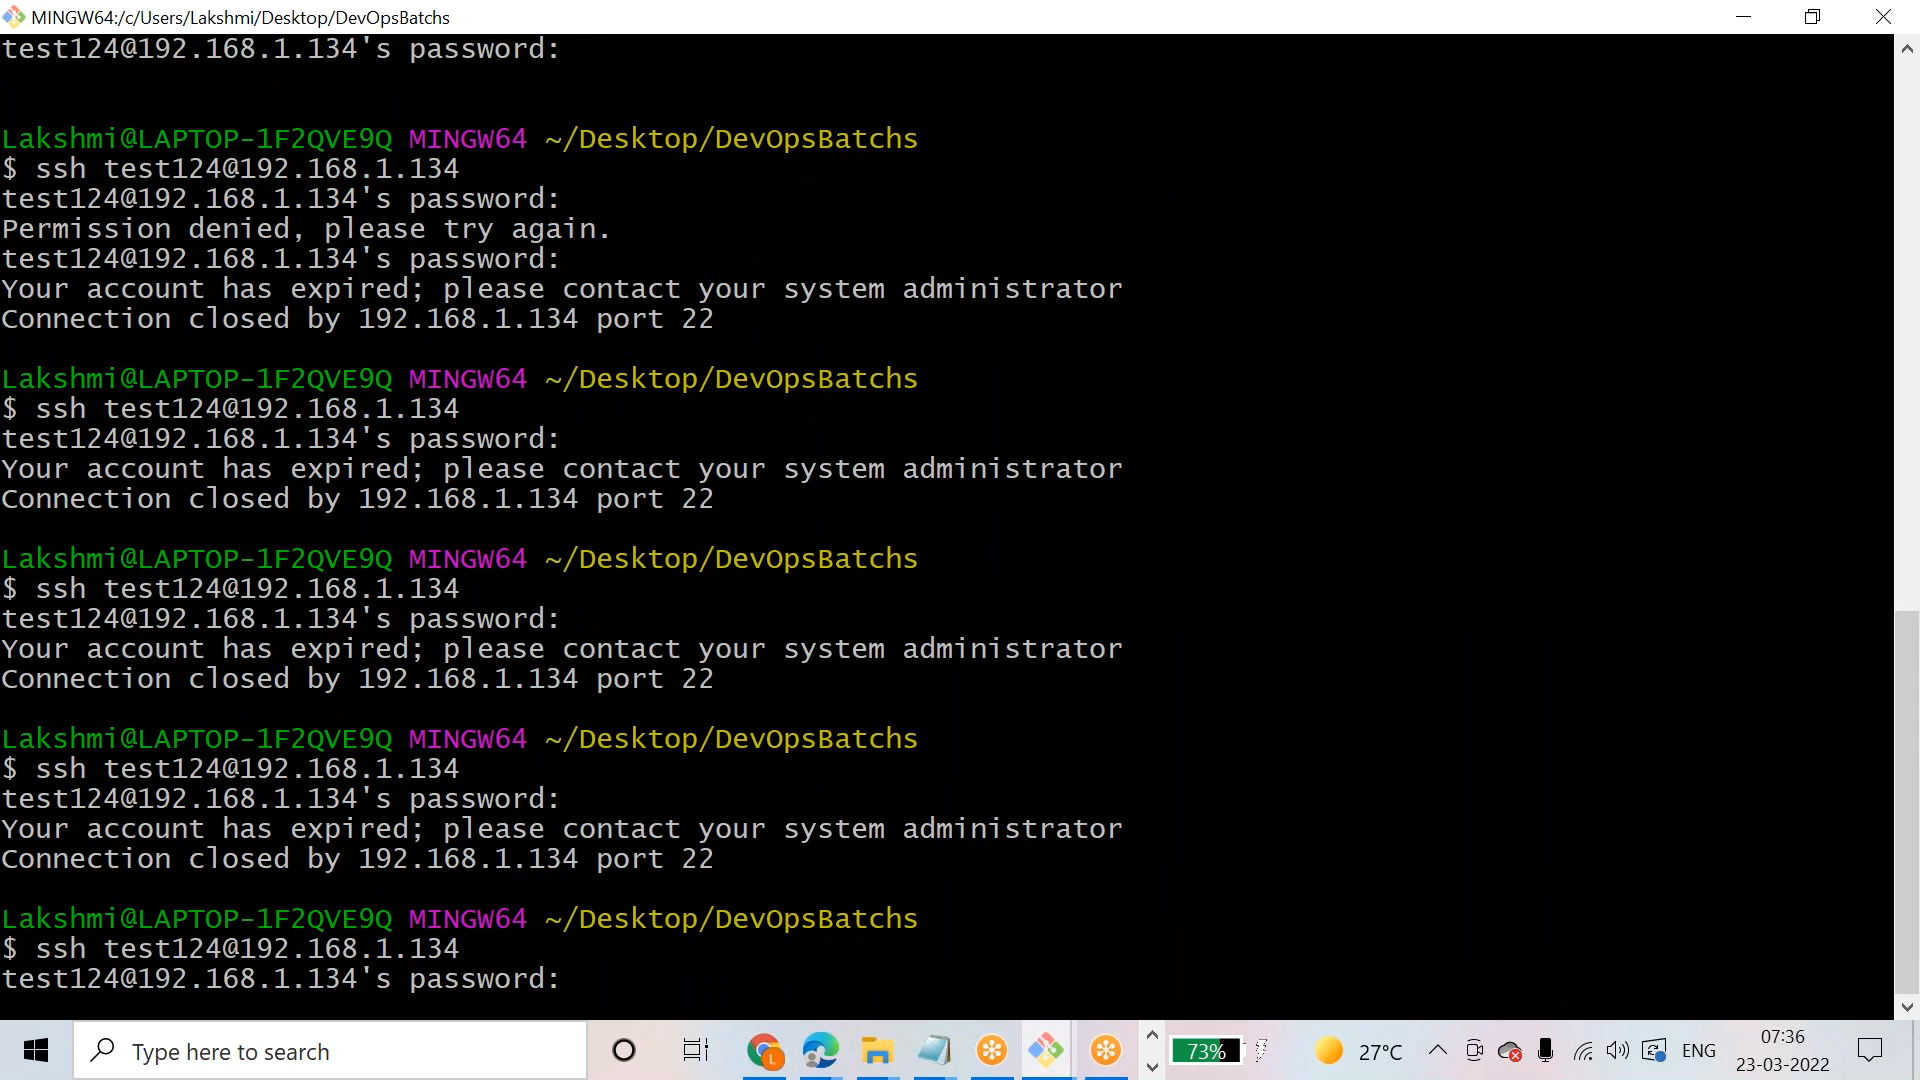 MINGW64:/c/Users/Lakshmi/Desktop/DevOpsBatchs
test124@192.168.1.134's password:
Lakshmi@LAPTOP-1F2QVE9Q MINGW64 ~/Desktop/DevOpsBatchs
$ ssh test124@192.168.1.134
test124@192.168.1.134's password:
Permission denied, please try again.
test124@192.168.1.134's password:
Your account has expired; please contact your system administrator
Connection closed by 192.168.1.134 port 22
Lakshmi@LAPTOP-1F2QVE9Q MINGW64 ~/Desktop/DevOpsBatchs
$ ssh test124@192.168.1.134
test124@192.168.1.134's password:
Your account has expired; please contact your system administrator
Connection closed by 192.168.1.134 port 22
Lakshmi@LAPTOP-1F2QVE9Q MINGW64 ~/Desktop/DevOpsBatchs
$ ssh test124@192.168.1.134
test124@192.168.1.134's password:
Your account has expired; please contact your system administrator
Connection closed by 192.168.1.134 port 22
Lakshmi@LAPTOP-1F2QVE9Q MINGW64 ~/Desktop/DevOpsBatchs
$ ssh test124@192.168.1.134
test124@192.168.1.134's password:
Your account has expired; please contact your system administrator
Connection closed by 192.168.1.134 port 22
Lakshmi@LAPTOP-1F2QVE9Q MINGW64 ~/Desktop/DevOpsBatchs
$ ssh test124@192.168.1.134
test124@192.168.1.134's password:
Type here to search
L
73%
27°C
ENG
07:36
23-03-2022